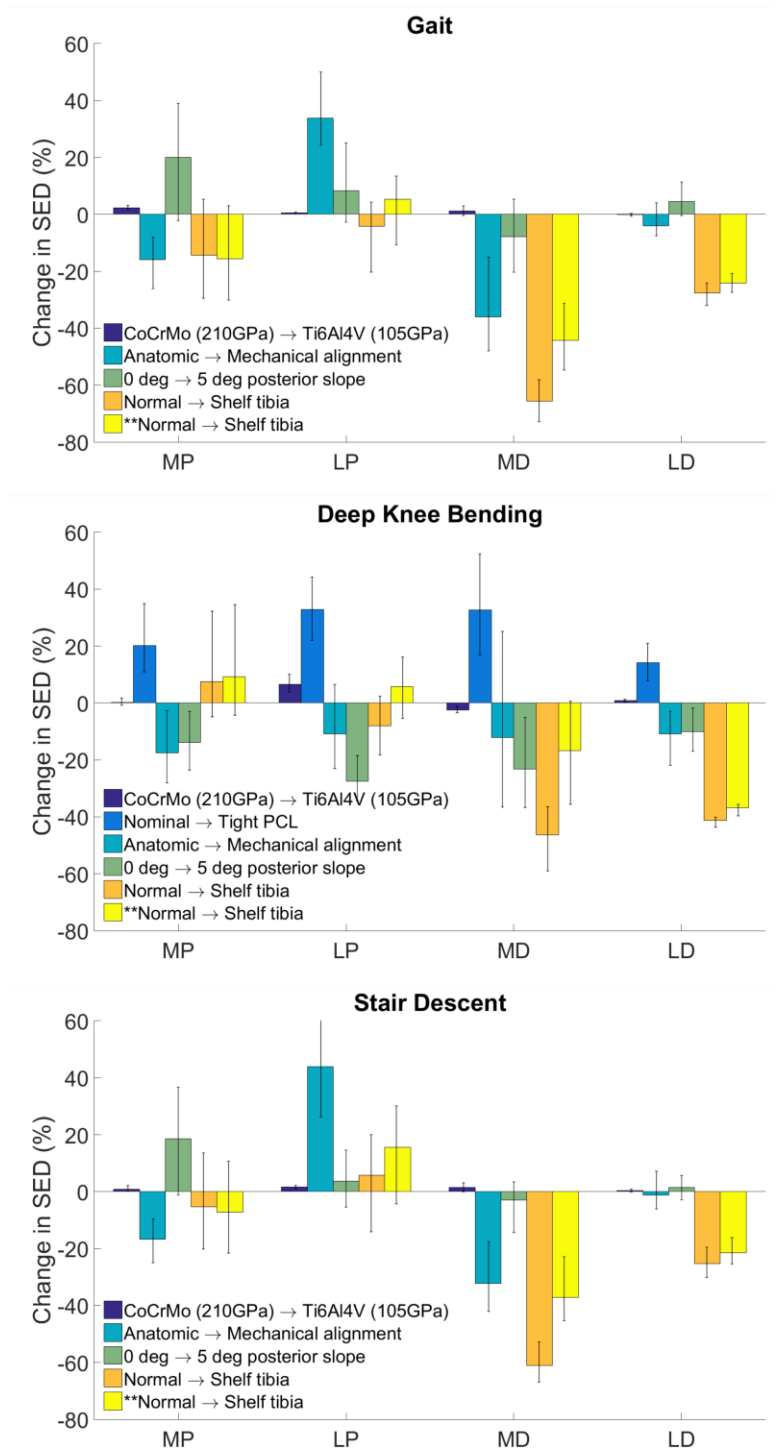 Gait
60
40
20
0
-20
-40
-60
-80
Change in SED (%)
CoCrMo (210GPa) → Ti6Al4V (105GPa)
Anatomic → Mechanical alignment
0 deg → 5 deg posterior slope
Normal → Shelf tibia
**Normal → Shelf tibia
MP LP MD LD
Deep Knee Bending
60
40
20
0
-20
-40
-60
-80
Change in SED (%)
CoCrMo (210GPa) → Ti6Al4V (105GPa)
Nominal → Tight PCL
Anatomic → Mechanical alignment
0 deg → 5 deg posterior slope
Normal → Shelf tibia
**Normal → Shelf tibia
MP LP MD LD
Stair Descent
60
40
20
0
-20
-40
-60
-80
Change in SED (%)
CoCrMo (210GPa) → Ti6Al4V (105GPa)
Anatomic → Mechanical alignment
0 deg → 5 deg posterior slope
Normal → Shelf tibia
**Normal → Shelf tibia
MP LP MD LD